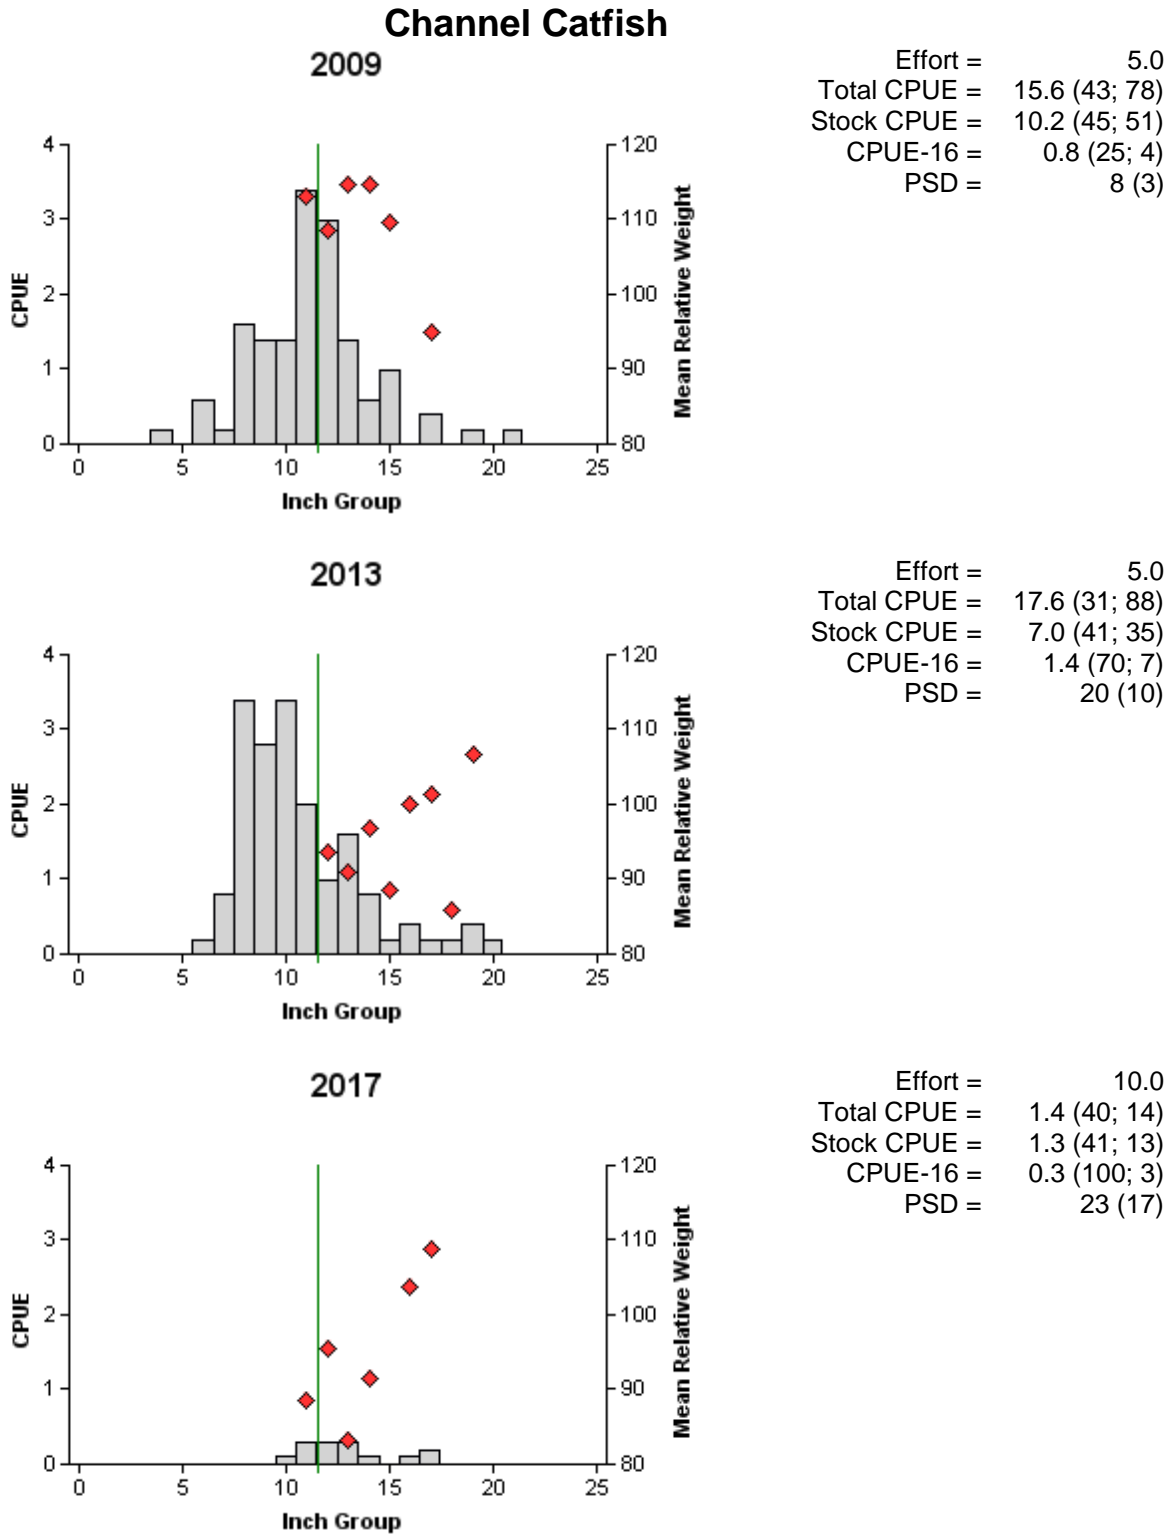 Channel Catfish
2009
Effort = 5.0
Total CPUE = 15.6 (43; 78)
Stock CPUE = 10.2 (45; 51)
CPUE-16 = 0.8 (25; 4)
PSD = 8 (3)
4
3
2
1
0
CPUE
120
110
100
90
80
Mean Relative Weight
0 5 10 15 20 25
Inch Group
2013
Effort = 5.0
Total CPUE = 17.6 (31; 88)
Stock CPUE = 7.0 (41; 35)
CPUE-16 = 1.4 (70; 7)
PSD = 20 (10)
4
3
2
1
0
CPUE
120
110
100
90
80
Mean Relative Weight
0 5 10 15 20 25
Inch Group
2017
Effort = 10.0
Total CPUE = 1.4 (40; 14)
Stock CPUE = 1.3 (41; 13)
CPUE-16 = 0.3 (100; 3)
PSD = 23 (17)
4
3
2
1
0
CPUE
120
110
100
90
80
Mean Relative Weight
0 5 10 15 20 25
Inch Group